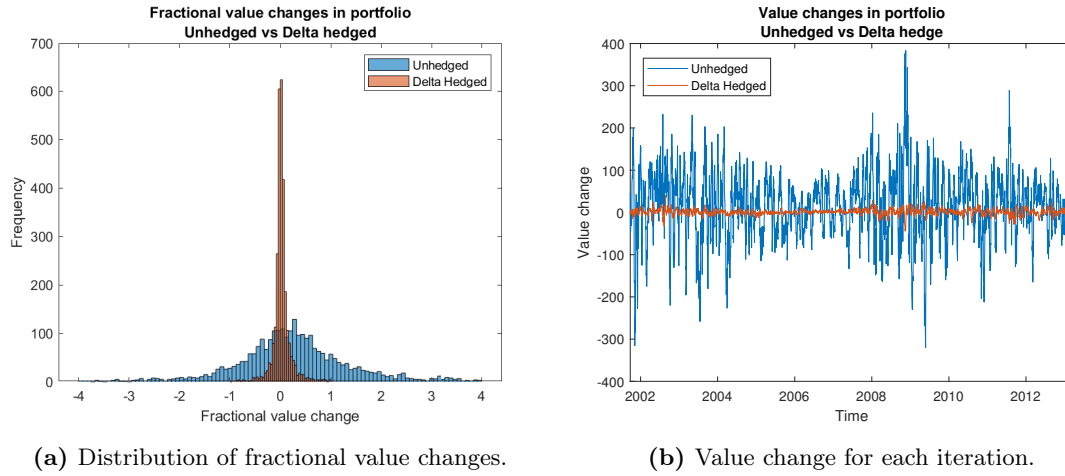 Fractional value changes in portfolio
Unhedged vs Delta hedged
700
600
500
400
300
200
100
0
Frequency
Unhedged
Delta Hedged
-4 -3 -2 -1 0 1 2 3 4
Fractional value change
(a) Distribution of fractional value changes.
Value changes in portfolio
Unhedged vs Delta hedge
400
300
200
100
0
-100
-200
-300
-400
Value change
Unhedged
Delta Hedged
2002 2004 2006 2008 2010 2012
Time
(b) Value change for each iteration.